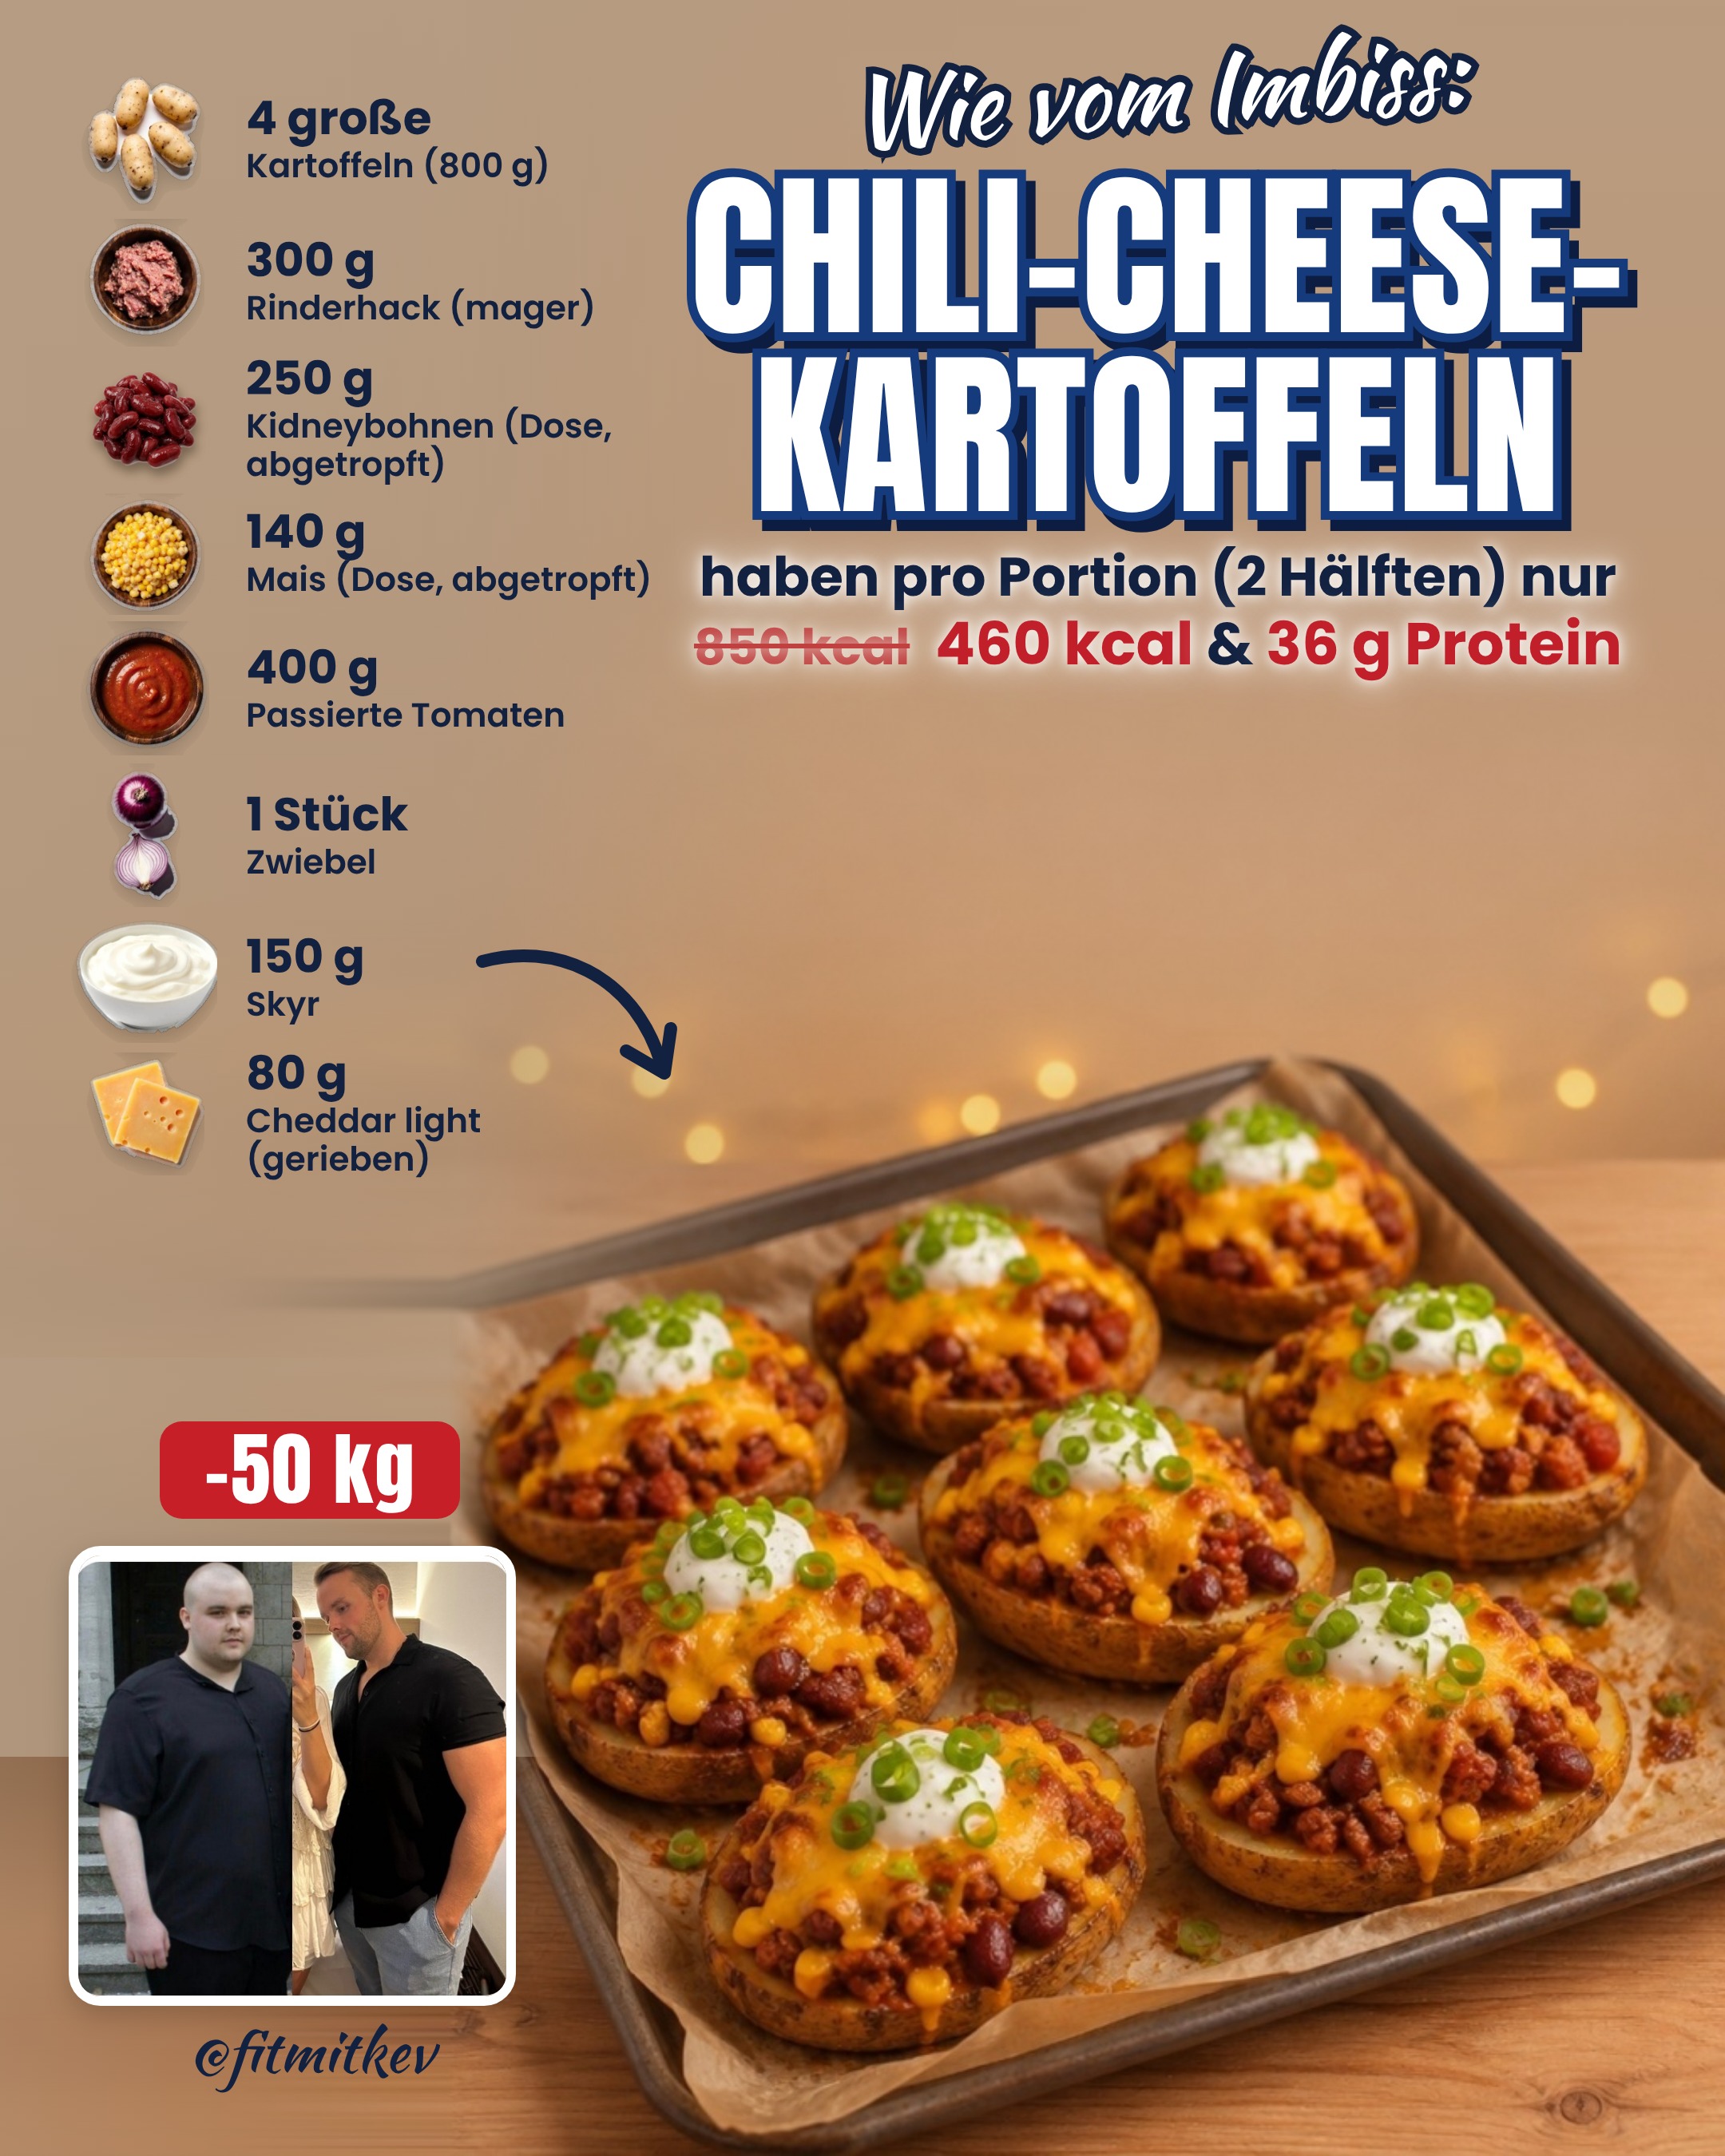 Wie vom Imbiss:
CHILI-CHEESE-
KARTOFFELN
haben pro Portion (2 Hälften) nur
850 kcal 460 kcal & 36 g Protein
4 große
Kartoffeln (800 g)
300 g
Rinderhack (mager)
250 g
Kidneybohnen (Dose,
abgetropft)
140 g
Mais (Dose, abgetropft)
400 g
Passierte Tomaten
1 Stück
Zwiebel
150 g
Skyr
80 g
Cheddar light
(gerieben)
-50 kg
@fitmitkev